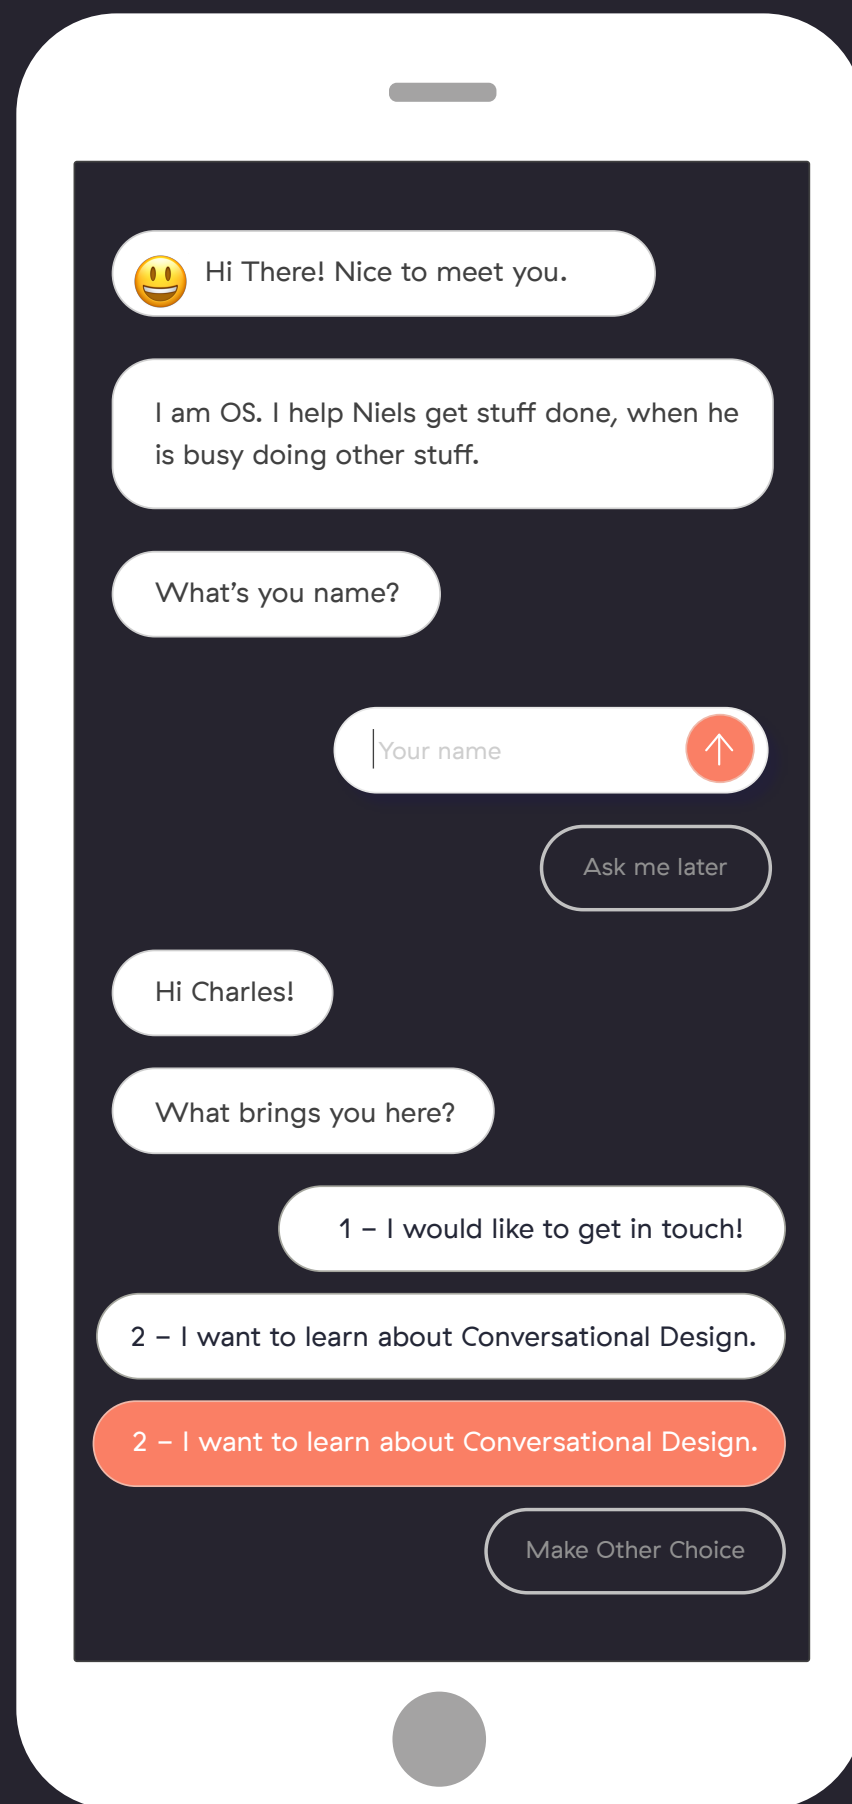 Hi There! Nice to meet you.
I am OS. I help Niels get stuff done, when he
is busy doing other stuff.
What's you name?
Your name
Ask me later
Hi Charles!
What brings you here?
1 – I would like to get in touch!
2 – I want to learn about Conversational Design.
2 – I want to learn about Conversational Design.
Make Other Choice